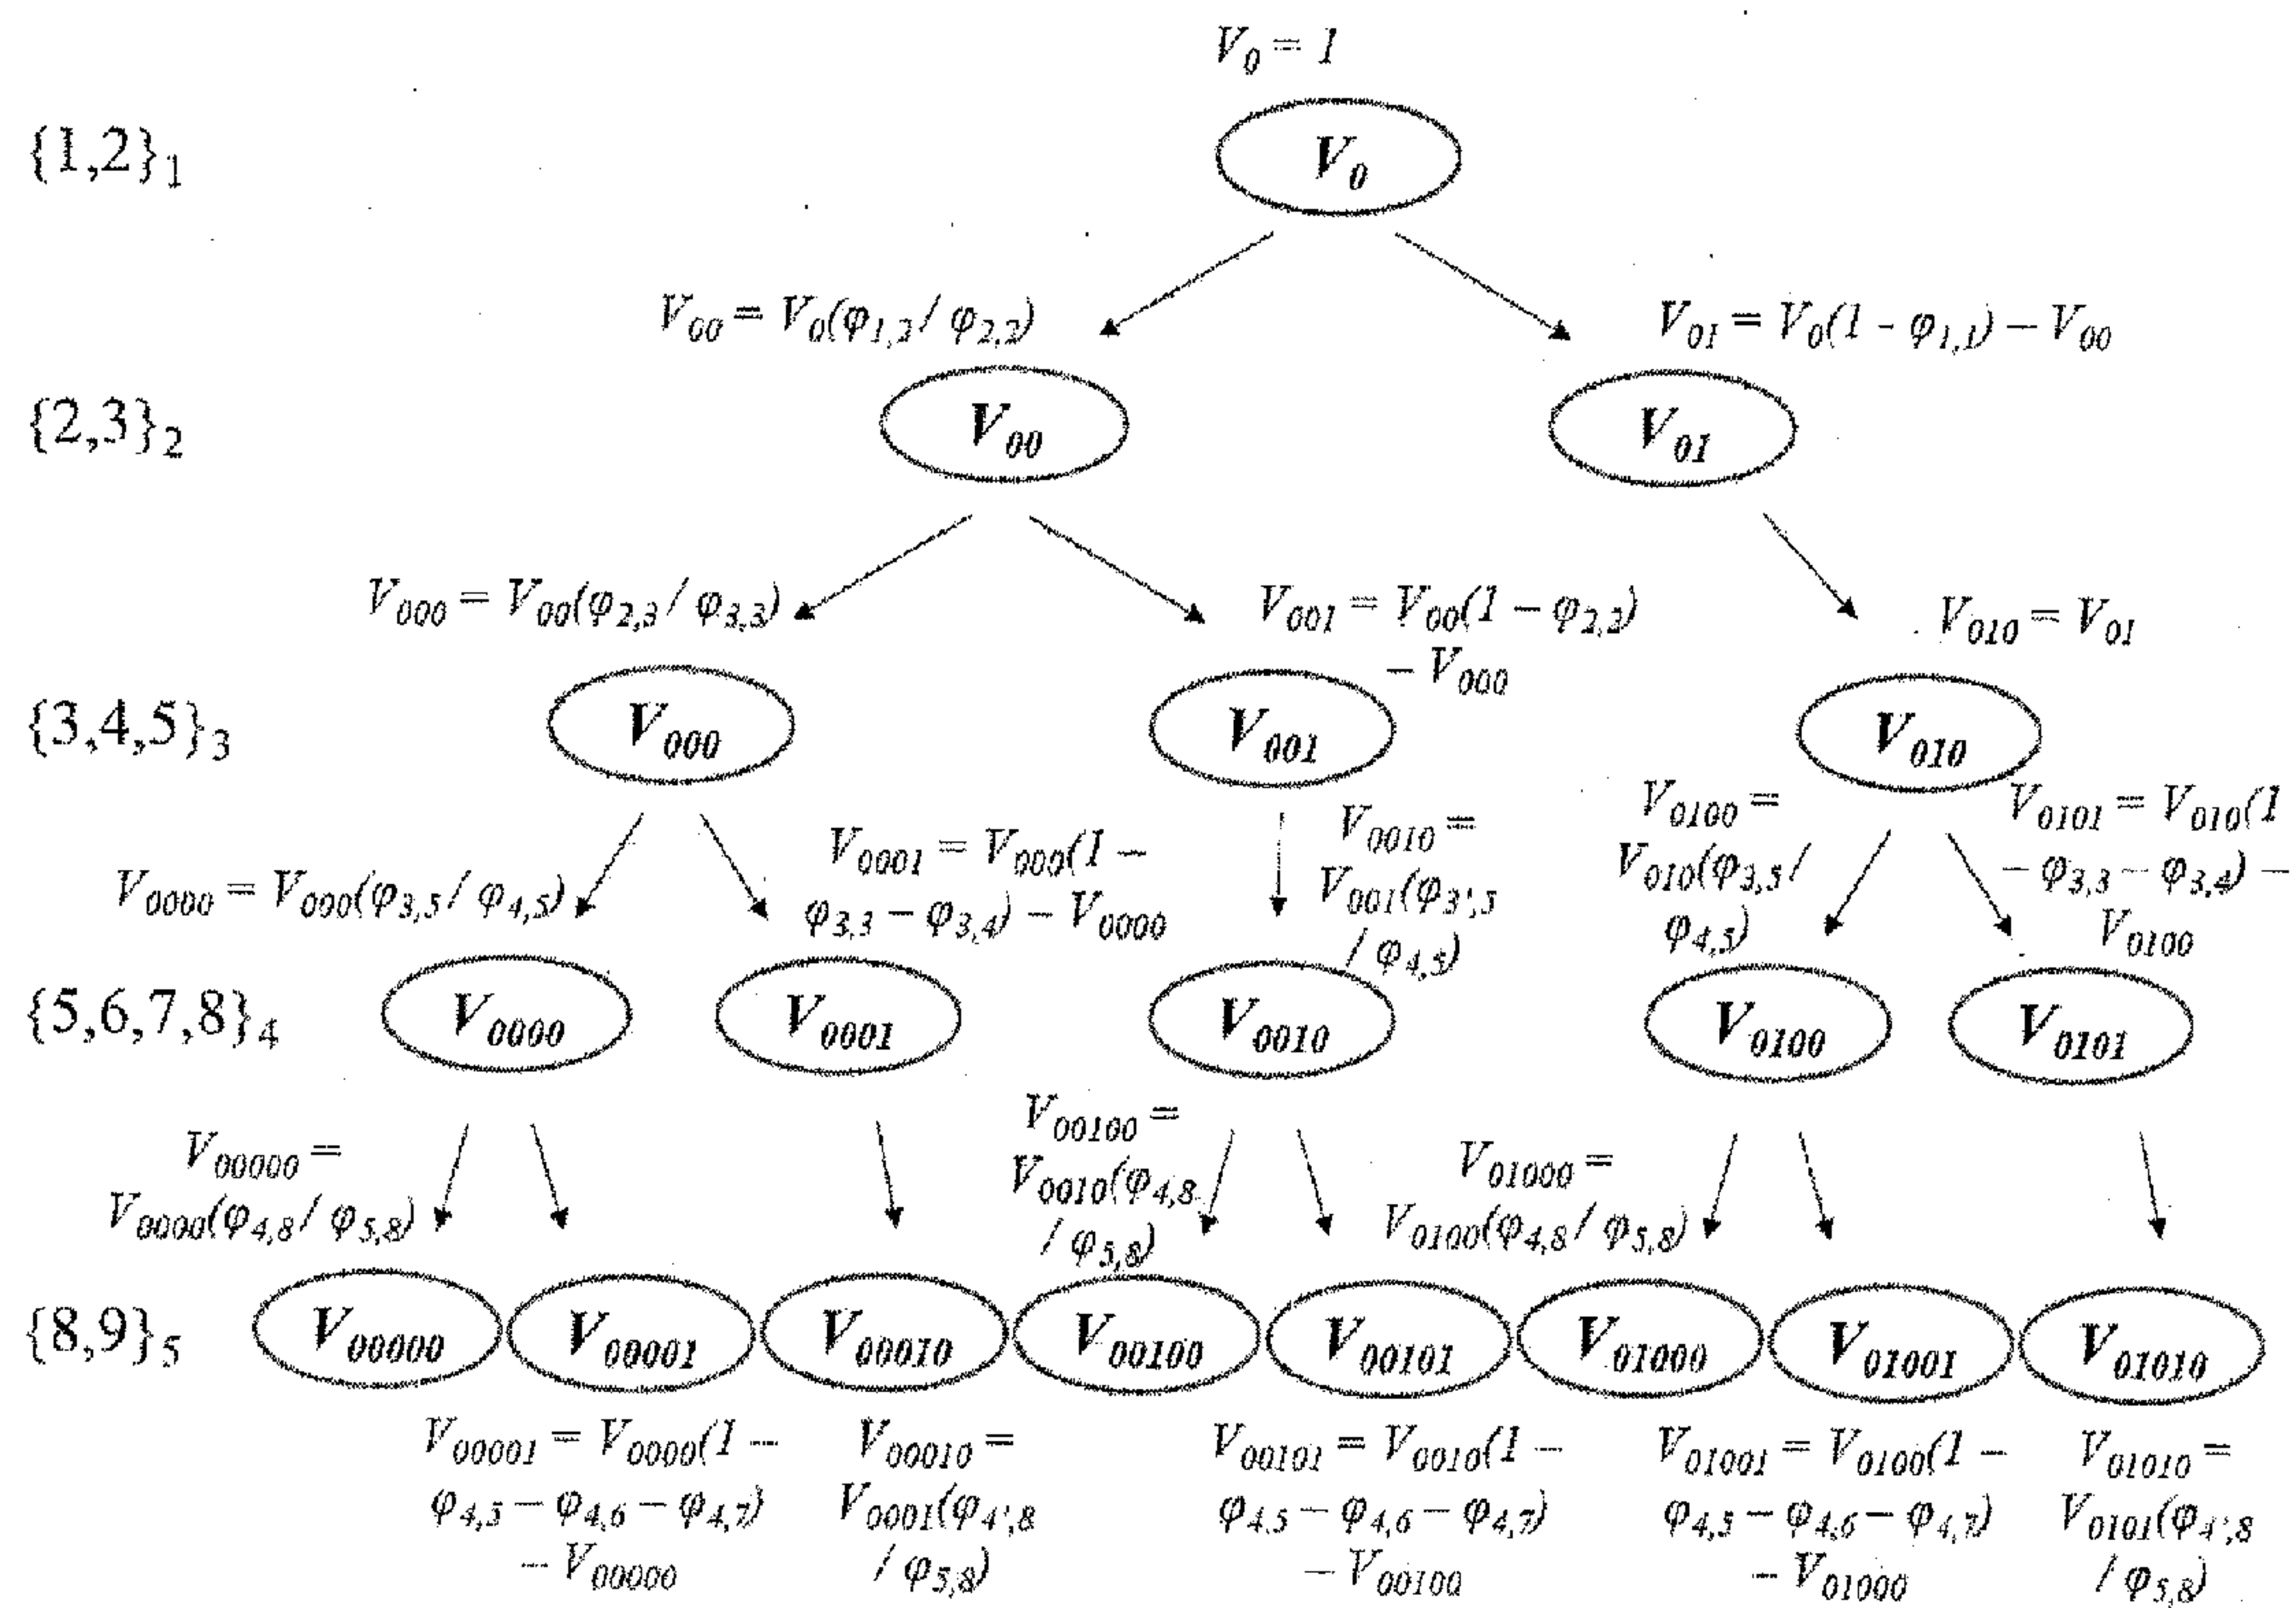 V₀ = 1
{1,2}₁
V₀
V₀₀ = V₀(φ₁,₂ / φ₂,₂)
V₀₁ = V₀(1 - φ₁,₁) – V₀₀
{2,3}₂
V₀₀
V₀₁
V₀₀₀ = V₀₀(φ₂,₃ / φ₃,₃)
V₀₀₁ = V₀₀(1 – φ₂,₂)
– V₀₀₀
V₀₁₀ = V₀₁
{3,4,5}₃
V₀₀₀
V₀₀₁
V₀₁₀
V₀₀₀₀ = V₀₀₀(φ₃,₅ / φ₄,₅)
V₀₀₀₁ = V₀₀₀(1 –
φ₃,₃ – φ₃,₄) – V₀₀₀₀
V₀₀₁₀ =
V₀₀₁(φ₃',₅
/ φ₄,₅)
V₀₁₀₀ =
V₀₁₀(φ₃,₅ /
φ₄,₅)
V₀₁₀₁ = V₀₁₀(1
– φ₃,₃ – φ₃,₄) –
V₀₁₀₀
{5,6,7,8}₄
V₀₀₀₀
V₀₀₀₁
V₀₀₁₀
V₀₁₀₀
V₀₁₀₁
V₀₀₀₀₀ =
V₀₀₀₀(φ₄,₈ / φ₅,₈)
V₀₀₁₀₀ =
V₀₀₁₀(φ₄,₈
/ φ₅,₈)
V₀₁₀₀₀ =
V₀₁₀₀(φ₄,₈ / φ₅,₈)
{8,9}₅
V₀₀₀₀₀
V₀₀₀₀₁
V₀₀₀₁₀
V₀₀₁₀₀
V₀₀₁₀₁
V₀₁₀₀₀
V₀₁₀₀₁
V₀₁₀₁₀
V₀₀₀₀₁ = V₀₀₀₀(1 –
φ₄,₅ – φ₄,₆ – φ₄,₇)
– V₀₀₀₀₀
V₀₀₀₁₀ =
V₀₀₀₁(φ₄',₈
/ φ₅,₈)
V₀₀₁₀₁ = V₀₀₁₀(1 –
φ₄,₅ – φ₄,₆ – φ₄,₇)
– V₀₀₁₀₀
V₀₁₀₀₁ = V₀₁₀₀(1 –
φ₄,₅ – φ₄,₆ – φ₄,₇)
– V₀₁₀₀₀
V₀₁₀₁₀ =
V₀₁₀₁(φ₄',₈
/ φ₅,₈)